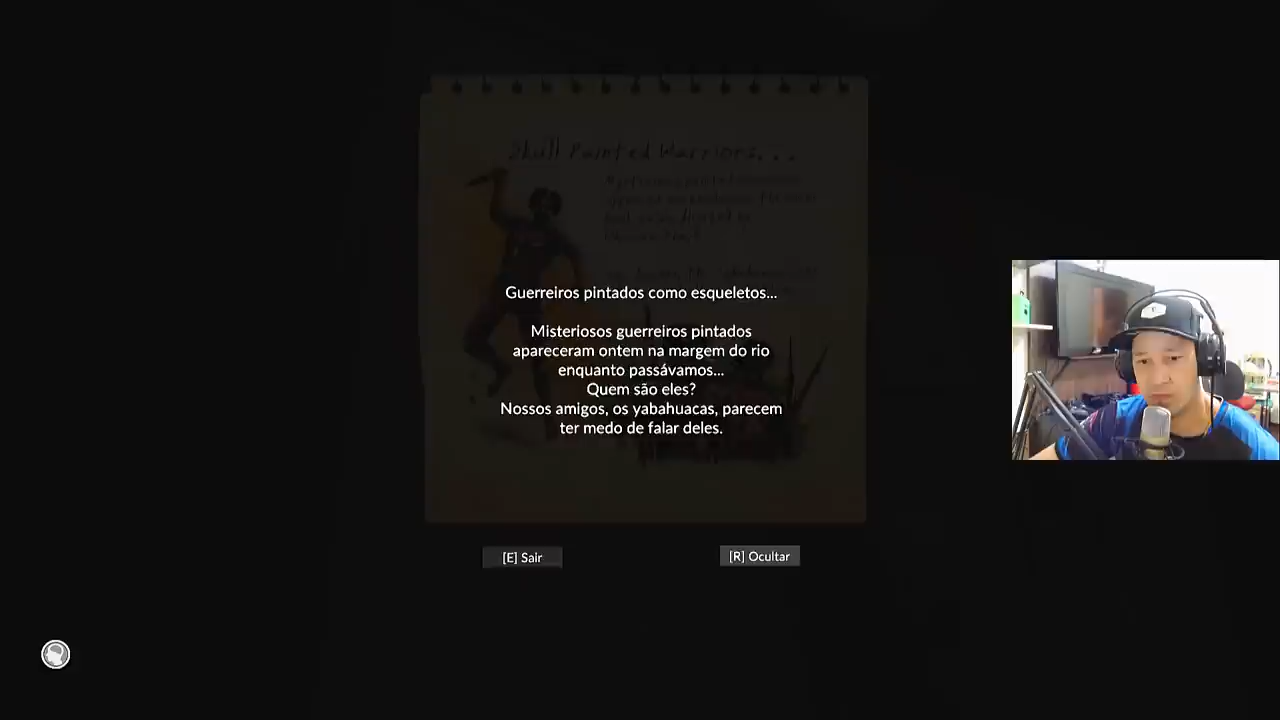 Skull Painted Warriors...
Guerreiros pintados como esqueletos...
Misteriosos guerreiros pintados
apareceram ontem na margem do rio
enquanto passávamos...
Quem são eles?
Nossos amigos, os yabahuacas, parecem
ter medo de falar deles.
[E] Sair
[R] Ocultar